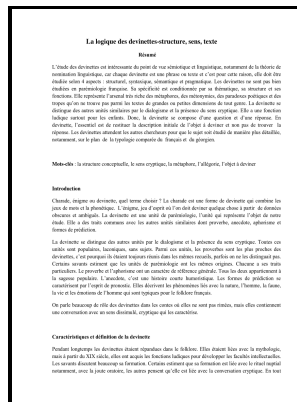 La logique des devinettes-structure, sens, texte
Résumé
L'étude des devinettes est intéressante du point de vue sémiotique et linguistique, notamment de la théorie de
nomination linguistique, car chaque devinette est une phrase ou texte et c'est pour cette raison, elle doit être
étudiée selon 4 aspects : structurel, syntaxique, sémantique et pragmatique. Les devinettes ne sont pas bien
étudiées en parémiologie française. Sa spécificité est conditionnée par sa thématique, sa structure et ses
fonctions. Elle représente l'arsenal très riche des métaphores, des métonymies, des paradoxes poétiques et des
tropes qu'on ne trouve pas parmi les textes de grandes ou petites dimensions de tout genre. La devinette se
distingue des autres unités similaires par le dialoguisme et la présence du sens cryptique. Elle a une fonction
ludique surtout pour les enfants. Donc, la devinette se compose d'une question et d'une réponse. En
devinette, l'essentiel est de restituer la description initiale de l'objet à deviner et non pas de trouver la
réponse. Les devinettes attendent les autres chercheurs pour que le sujet soit étudié de manière plus détaillée,
notamment, sur le plan de la typologie comparée du français et du géorgien.
Mots-clés : la structure conceptuelle, le sens cryptique, la métaphore, l'allégorie, l'objet à deviner
Introduction
Charade, énigme ou devinette, quel terme choisir ? La charade est une forme de devinette qui combine les
jeux de mots et la phonétique. L'énigme, jeu d'esprit où l'on doit deviner quelque chose à partir de données
obscures et ambiguës. La devinette est une unité de parémiologie, l'unité qui représente l'objet de notre
étude. Elle a des traits communs avec les autres unités similaires dont proverbe, anecdote, aphorisme et
formes de prédiction.
La devinette se distingue des autres unités par le dialoguisme et la présence du sens cryptique. Toutes ces
unités sont populaires, laconiques, sans sujets. Parmi ces unités, les proverbes sont les plus proches des
devinettes, c'est pourquoi ils étaient toujours réunis dans les mêmes recueils, parfois on ne les distinguait pas.
Certains savants estiment que les unités de parémiologie ont les mêmes origines. Chacune a ses traits
particuliers. Le proverbe et l'aphorisme ont un caractère de référence générale. Tous les deux appartiennent à
la sagesse populaire. L'anecdote, c'est une histoire courte humoristique. Les formes de prédiction se
caractérisent par l'esprit de pronostic. Elles décrivent les phénomènes liés avec la nature, l'homme, la faune,
la vie et les émotions de l'homme qui sont typiques pour le folklore français.
On parle beaucoup de rôle des devinettes dans les contes où elles ne sont pas rimées, mais elles contiennent
une conversation avec un sens dissimulé, cryptique qui les caractérise.
Caractéristiques et définition de la devinette
Pendant longtemps les devinettes étaient répandues dans le folklore. Elles étaient liées avec la mythologie,
mais à partir du XIX siècle, elles ont acquis les fonctions ludiques pour développer les facultés intellectuelles.
Les savants discutent beaucoup sa formation. Certains estiment que sa formation est liée avec le rituel nuptial
notamment, avec la joute oratoire, les autres pensent qu'elle est liée avec la conversation cryptique. En tout